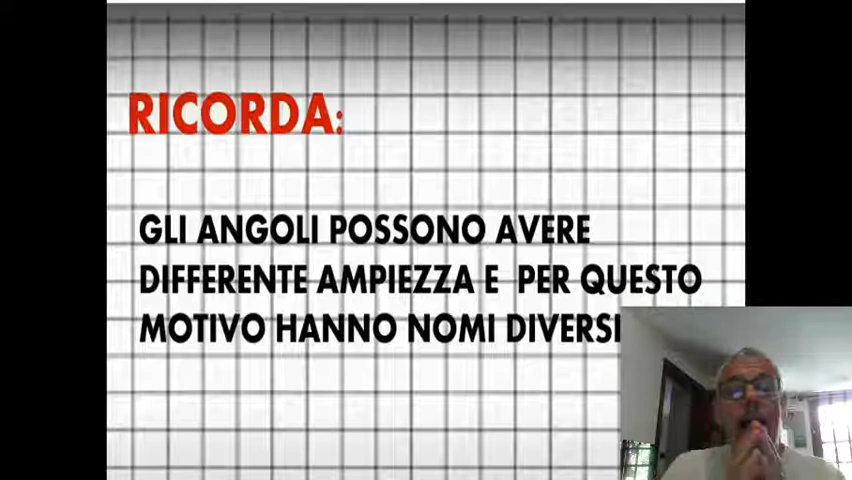 RICORDA:
GLI ANGOLI POSSONO AVERE
DIFFERENTE AMPIEZZA E PER QUESTO
MOTIVO HANNO NOMI DIVERSI